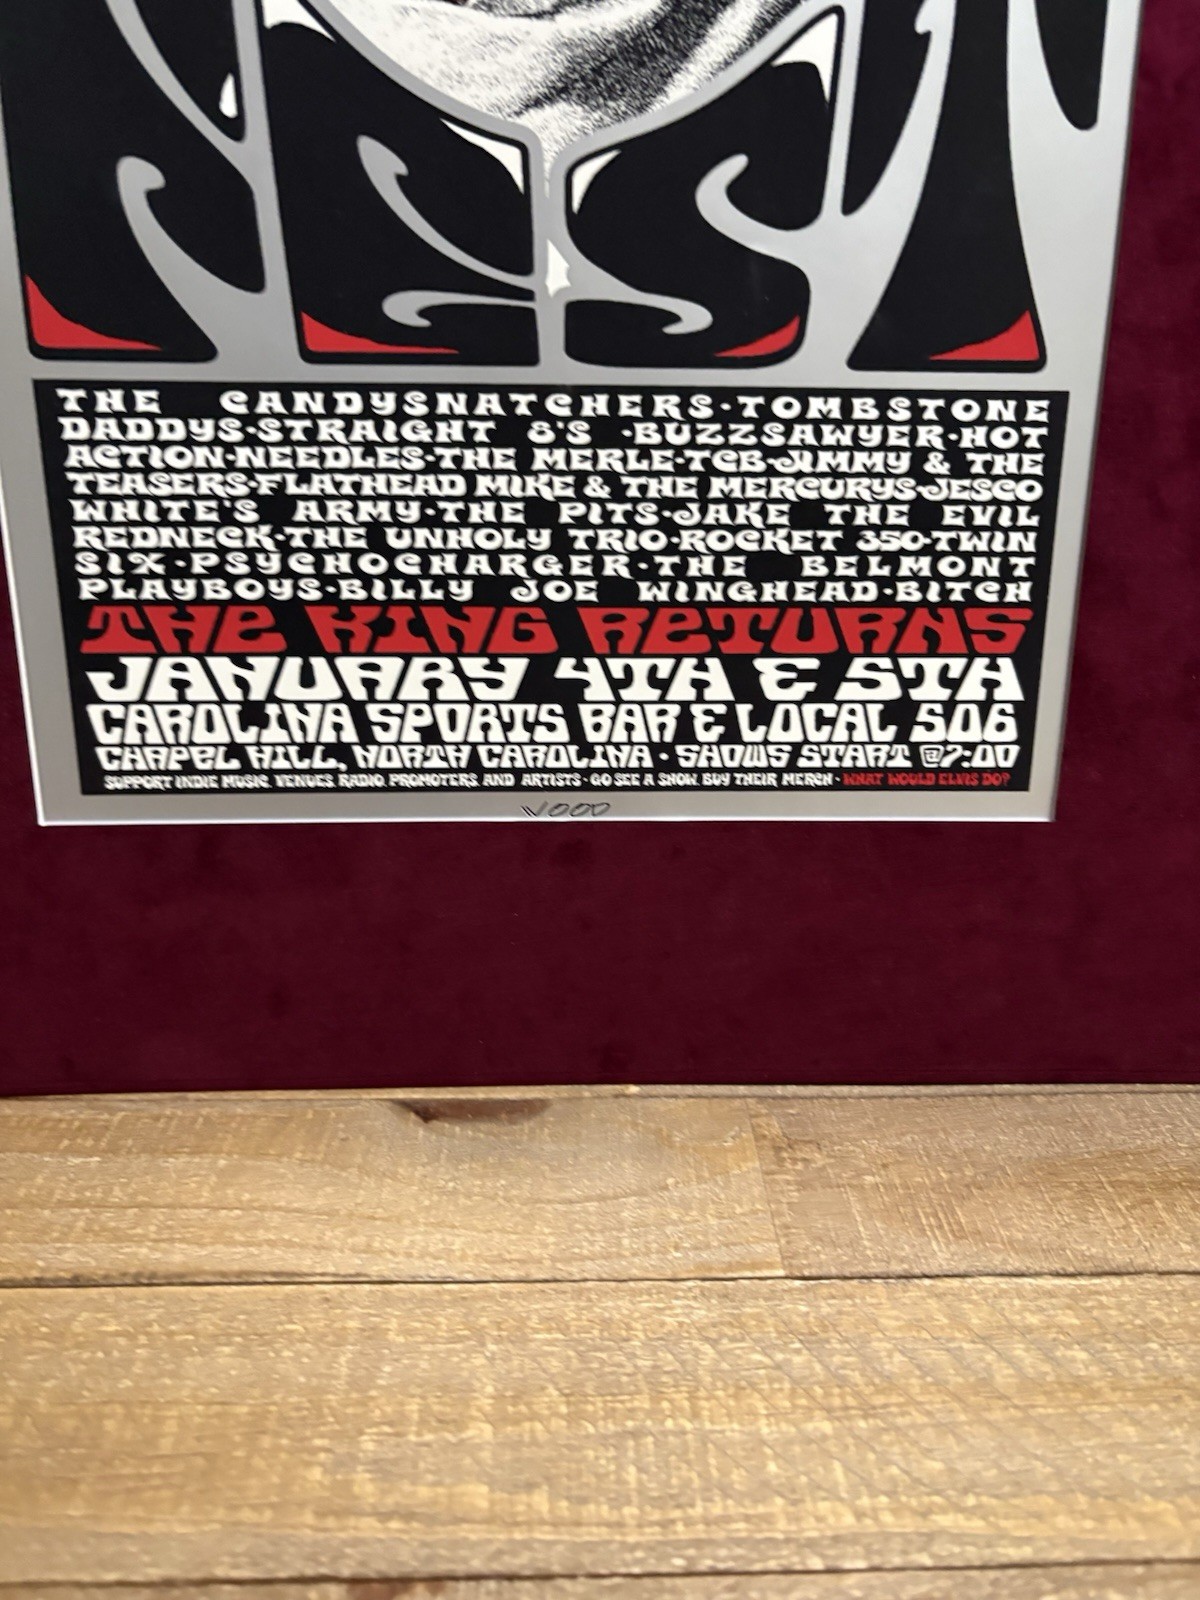 THE CANDYSNATCHERS·TOMBSTONE
DADDYS·STRAIGHT 8'S ·BUZZSAWYER·HOT
ACTION·NEEDLES·THE MERLE·TCB·JIMMY & THE
TEASERS·FLATHEAD MIKE & THE MERCURYS·JESCO
WHITE'S ARMY·THE PITS·JAKE THE EVIL
REDNECK·THE UNHOLY TRIO·ROCKET 350·TWIN
SIX·PSYCHOCHARGER·THE BELMONT
PLAYBOYS·BILLY JOE WINGHEAD·BITCH
THE KING RETURNS
JANUARY 4TH & 5TH
CAROLINA SPORTS BAR & LOCAL 506
CHAPEL HILL, NORTH CAROLINA · SHOWS START @7:00
SUPPORT INDIE MUSIC. VENUES. RADIO. PROMOTERS. AND ARTISTS · GO SEE A SHOW. BUY THEIR MERCH · WHAT WOULD ELVIS DO?